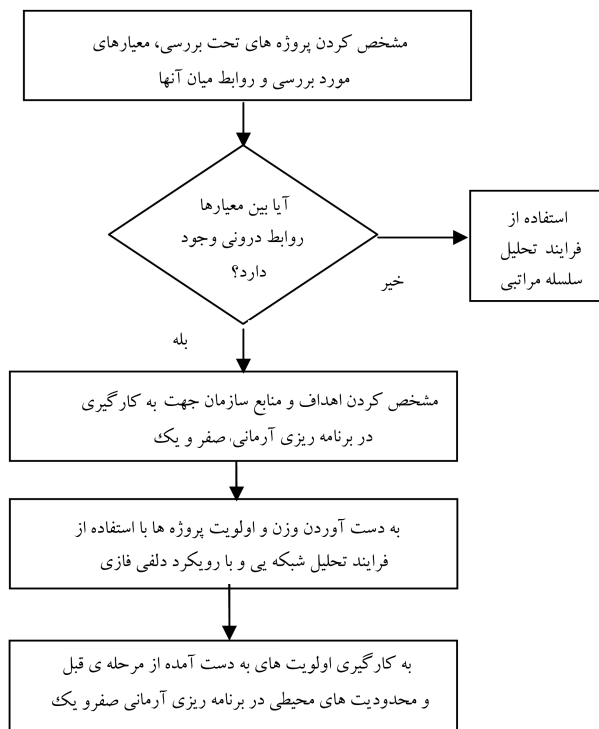 مشخص کردن پروژه های تحت بررسی، معیارهای
مورد بررسی و روابط میان آنها
آیا بین معیارها
روابط درونی وجود
دارد؟
استفاده از
فرایند تحلیل
سلسله مراتبی
خیر
بله
مشخص کردن اهداف و منابع سازمان جهت به کارگیری
در برنامه ریزی آرمانی صفر و یک
به دست آوردن وزن و اولویت پروژه ها با استفاده از
فرایند تحلیل شبکه یی و با رویکرد دلفی فازی
به کارگیری اولویت های به دست آمده از مرحله ی قبل
و محدودیت های محیطی در برنامه ریزی آرمانی صفرو یک